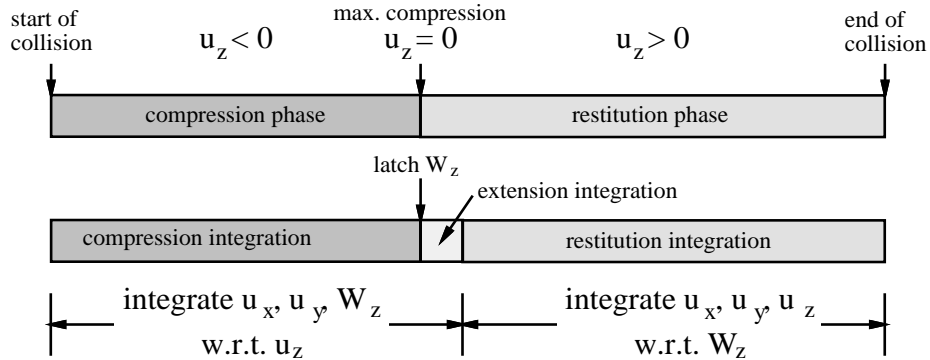 start of
collision
u_z < 0
max. compression
u_z = 0
u_z > 0
end of
collision
compression phase
restitution phase
latch W_z
extension integration
compression integration
restitution integration
integrate u_x, u_y, W_z
w.r.t. u_z
integrate u_x, u_y, u_z
w.r.t. W_z